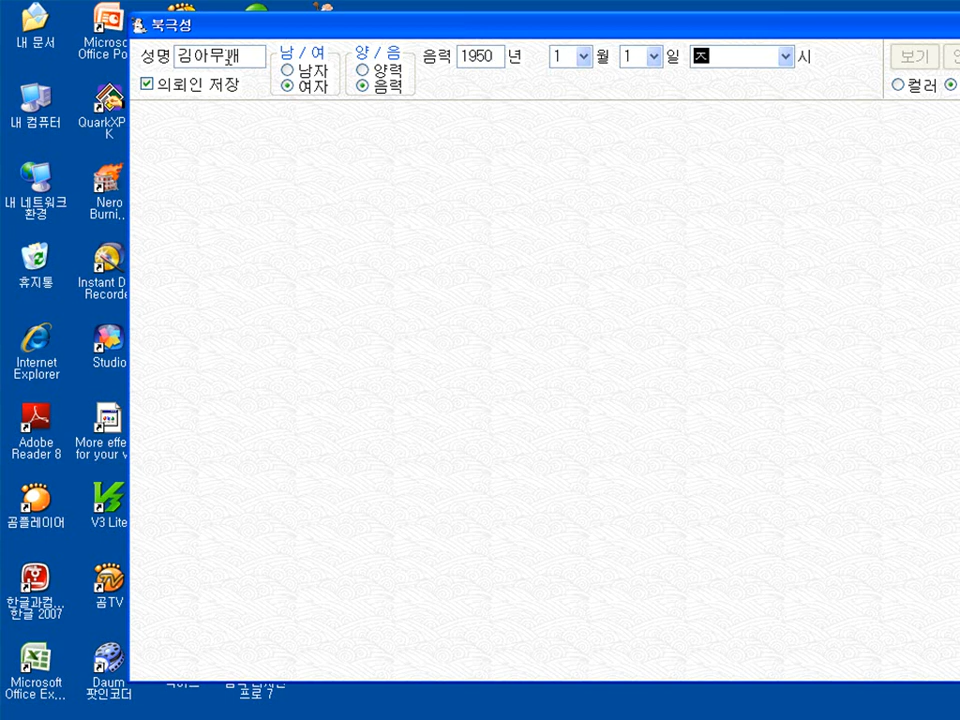 북극성
성명 김아무개 남 / 여 양 / 음 음력 1950 년 1 월 1 일 ㅈ 시 보기
남자 양력
의뢰인 저장 여자 음력 컬러
내 문서
Microsc
Office Po
내 컴퓨터
QuarkXP
K
내 네트워크
환경
Nero
Burni...
휴지통
Instant D
Recorde
Internet
Explorer
Studio
Adobe
Reader 8
More effe
for your v
곰플레이어
V3 Lite
한글과컴...
한글 2007
곰TV
Microsoft
Office Ex...
Daum
팟인코더
프로 7